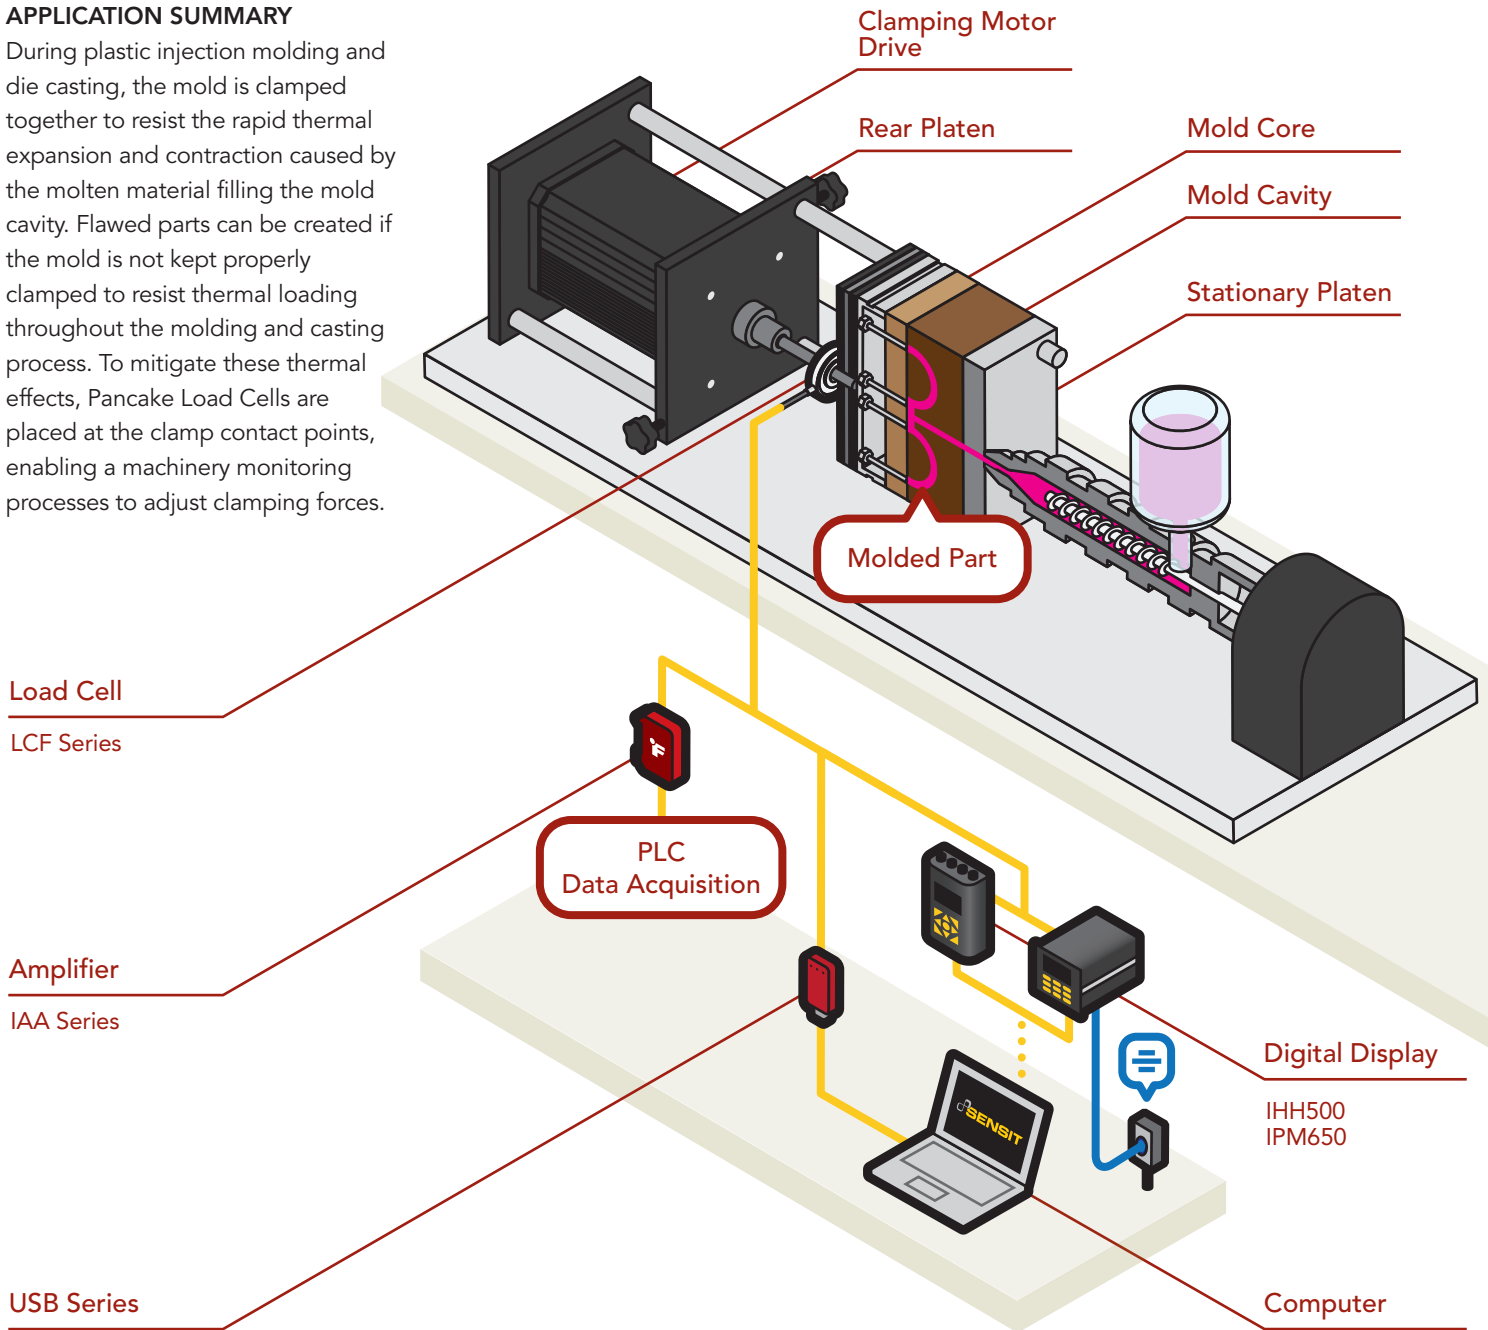 APPLICATION SUMMARY
During plastic injection molding and
die casting, the mold is clamped
together to resist the rapid thermal
expansion and contraction caused by
the molten material filling the mold
cavity. Flawed parts can be created if
the mold is not kept properly
clamped to resist thermal loading
throughout the molding and casting
process. To mitigate these thermal
effects, Pancake Load Cells are
placed at the clamp contact points,
enabling a machinery monitoring
processes to adjust clamping forces.
Clamping Motor
Drive
Rear Platen
Mold Core
Mold Cavity
Stationary Platen
Molded Part
Load Cell
LCF Series
PLC
Data Acquisition
Amplifier
IAA Series
Digital Display
IHH500
IPM650
SENSIT
USB Series
Computer